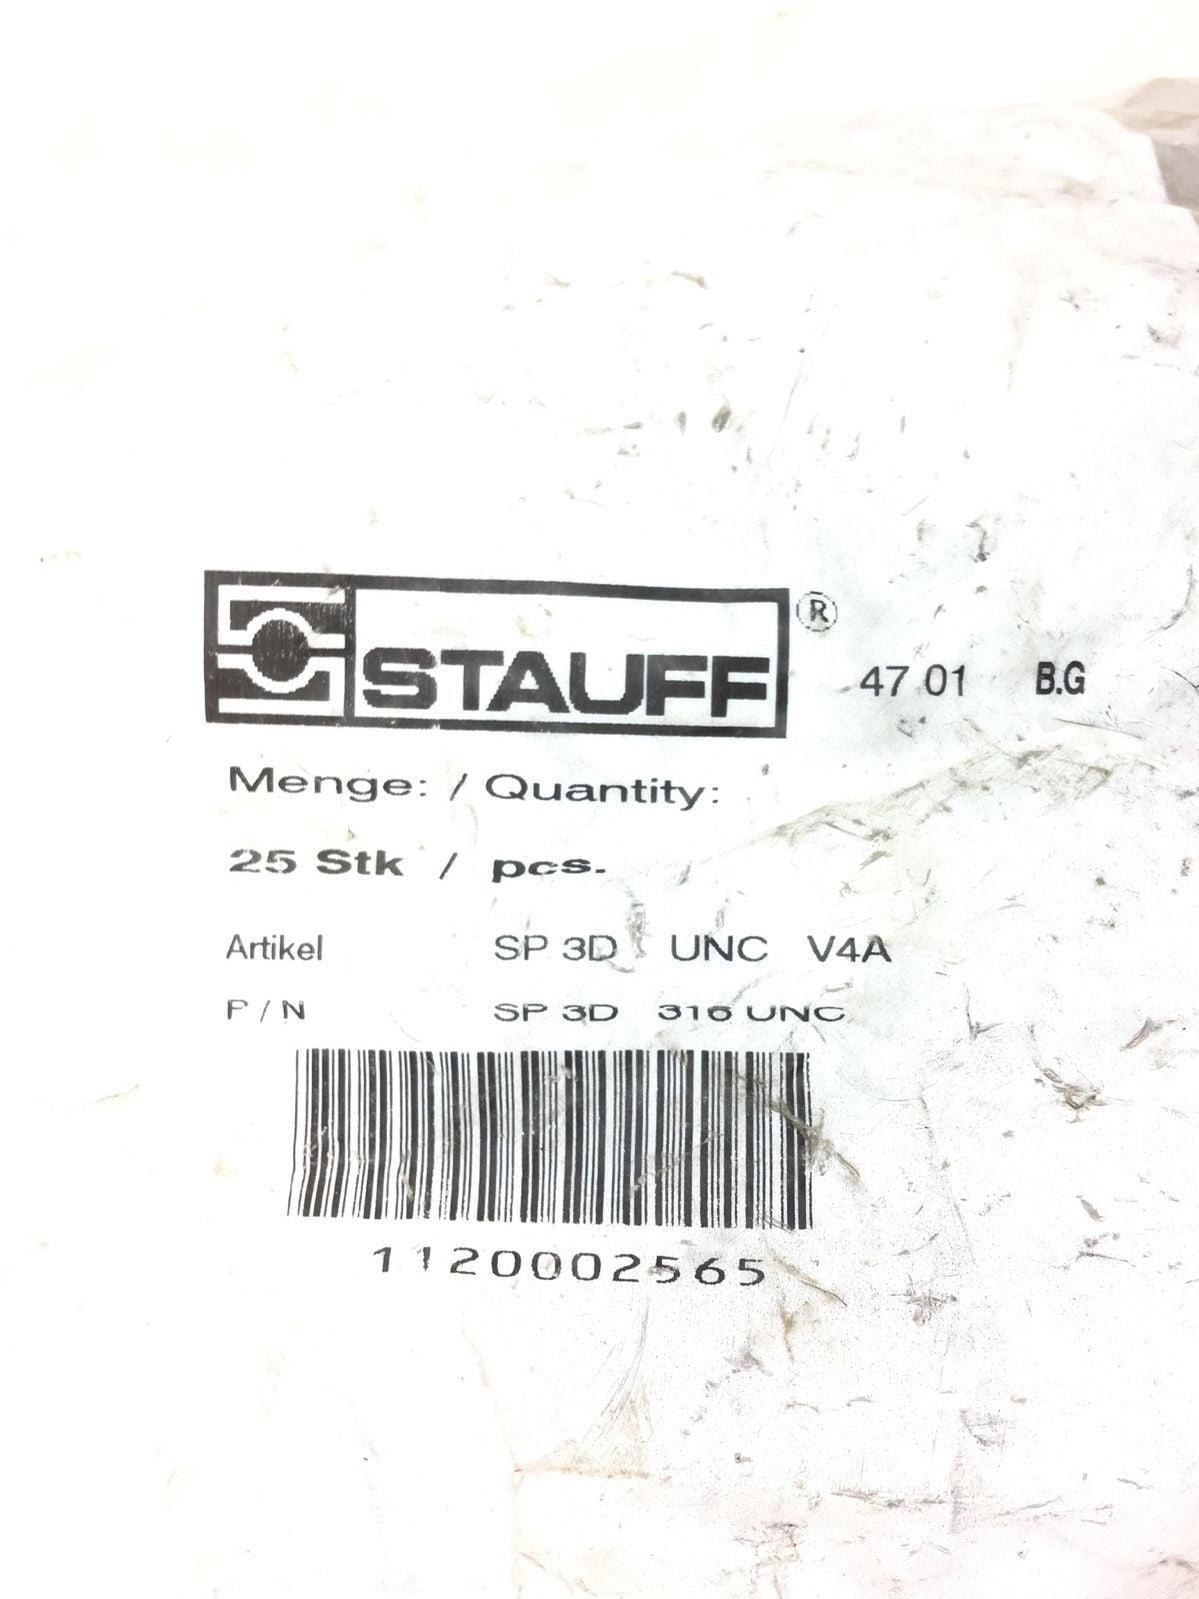 STAUFF ®
47 01 B.G
Menge: / Quantity:
25 Stk / pcs.
Artikel SP 3D UNC V4A
P / N SP 3D 316 UNC
1120002565